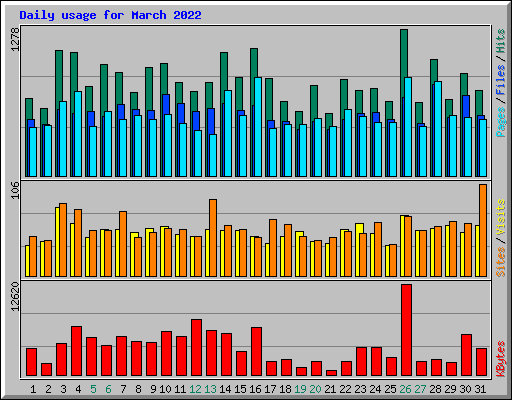 Daily usage for March 2022
1278
Pages / Files / Hits
106
Sites / Visits
12620
KBytes
1 2 3 4 5 6 7 8 9 10 11 12 13 14 15 16 17 18 19 20 21 22 23 24 25 26 27 28 29 30 31